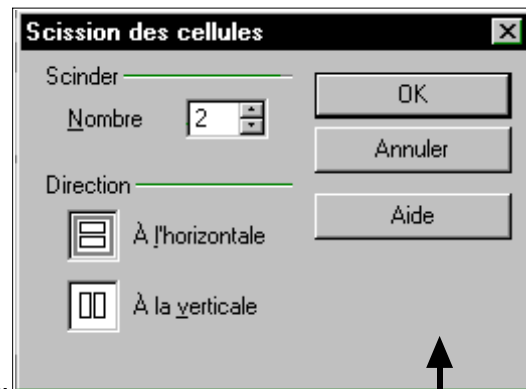 Scission des cellules
Scinder
Nombre 2
OK
Annuler
Direction
Aide
À l'horizontale
À la verticale